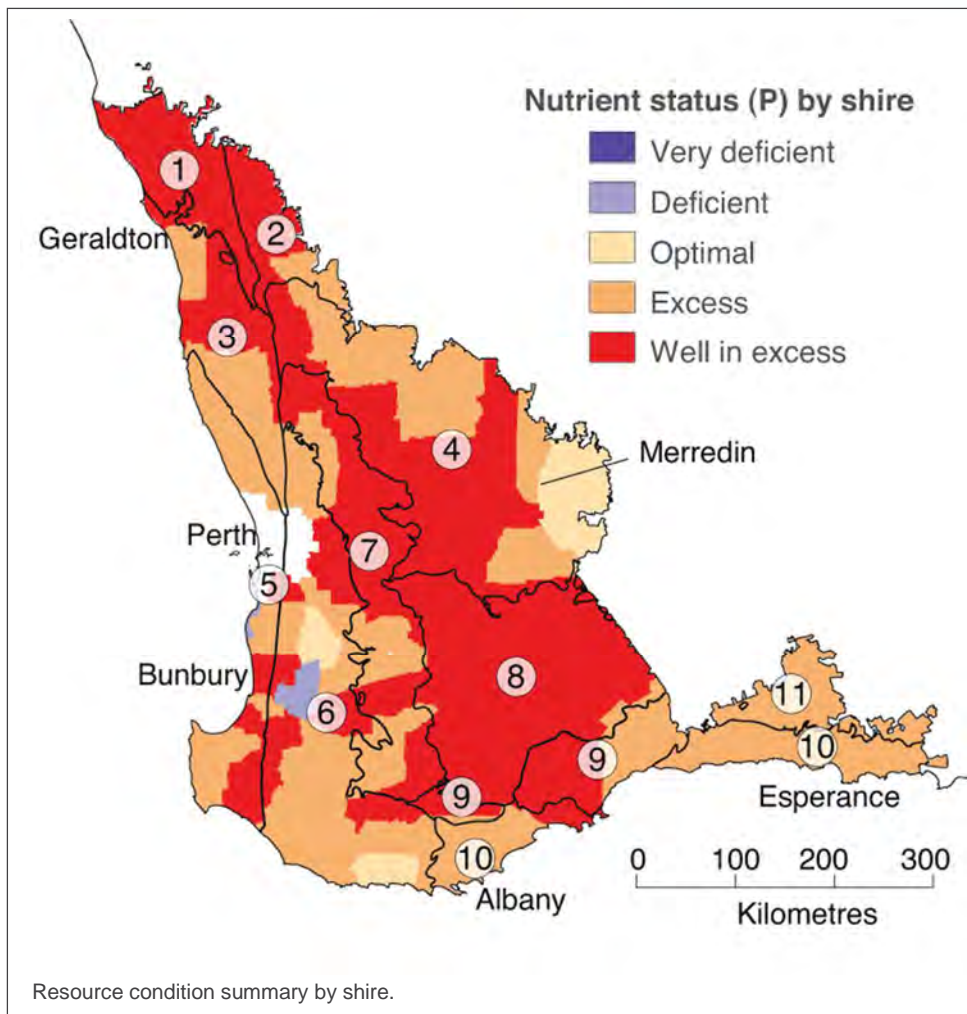 Nutrient status (P) by shire
Very deficient
Deficient
Optimal
Excess
Well in excess
1
2
Geraldton
3
4
Merredin
Perth
7
5
Bunbury
8
6
11
9
10
Esperance
9
10
Albany
0 100 200 300
Kilometres
Resource condition summary by shire.